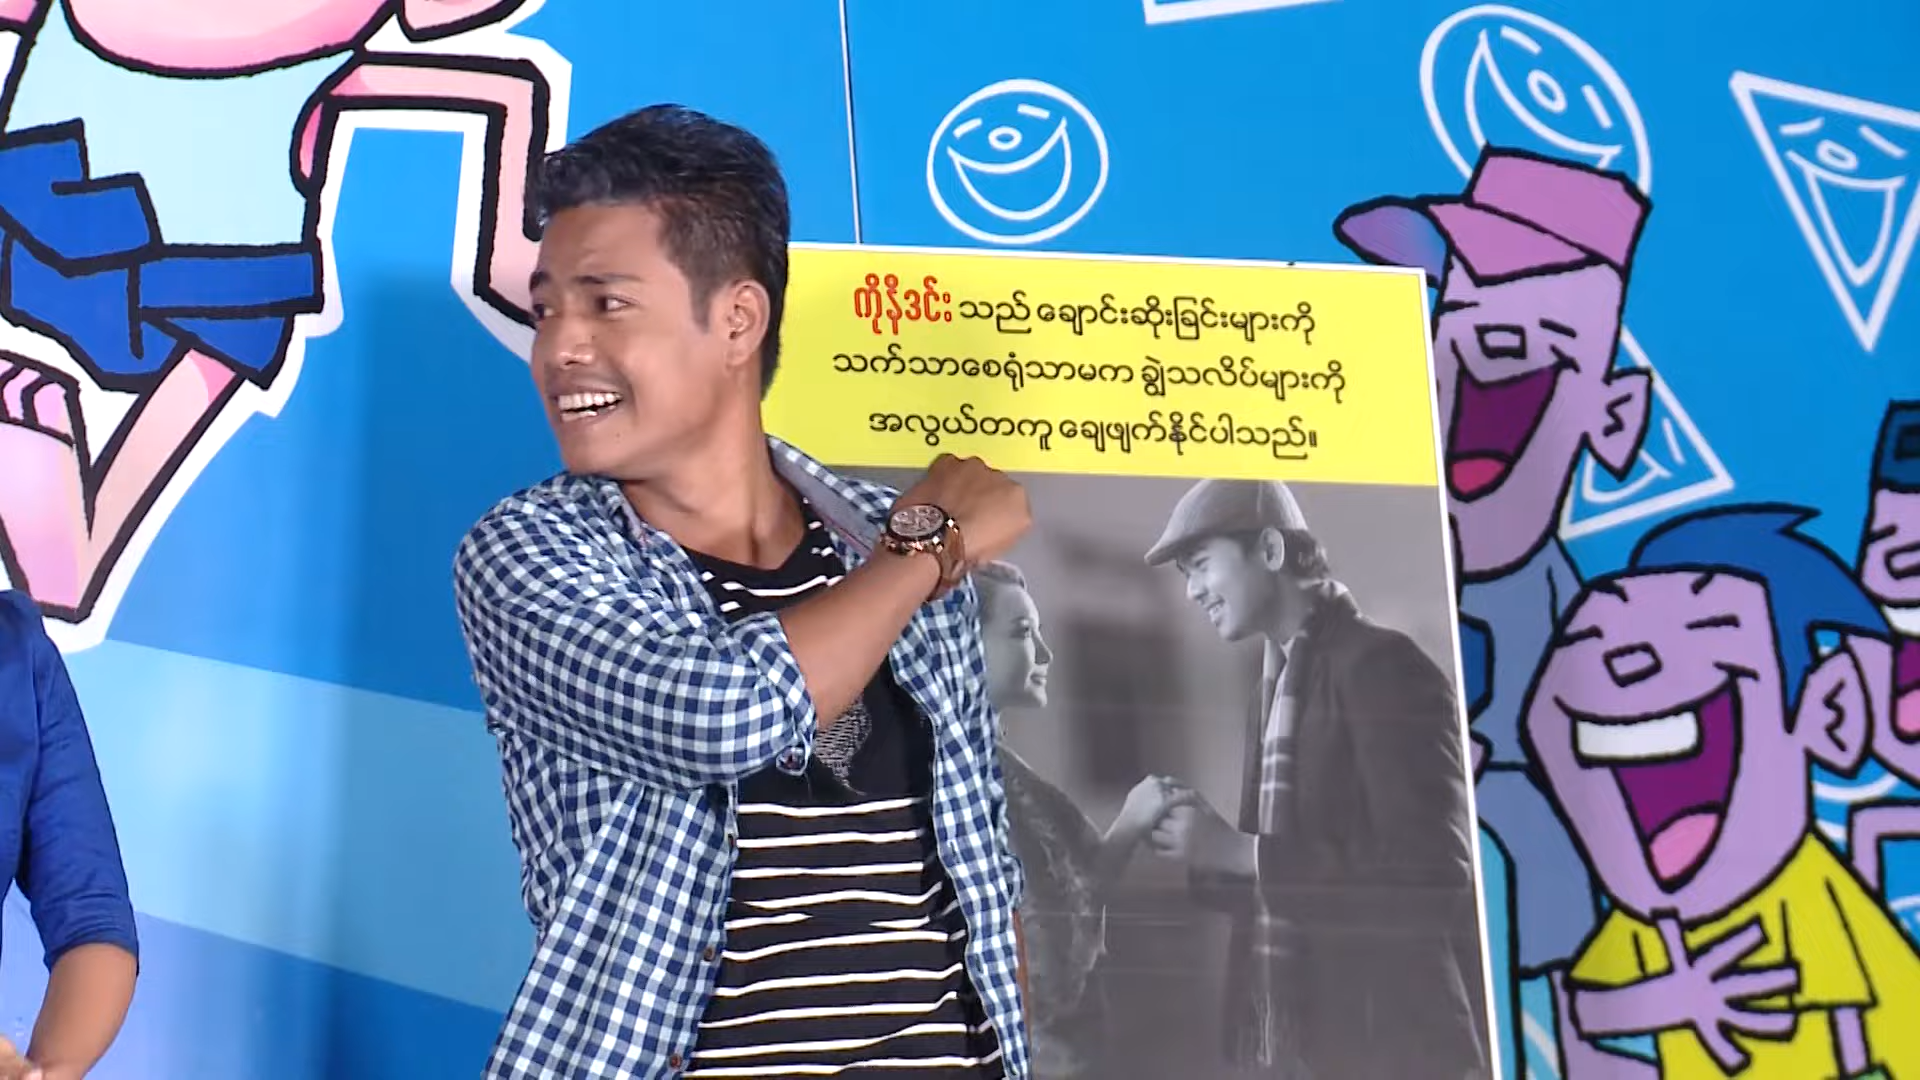 ကိုနိဒင်း သည် ချောင်းဆိုးခြင်းများကို
သက်သာစေရုံသာမက ချွဲသလိပ်များကို
အလွယ်တကူ ချေဖျက်နိုင်ပါသည်။